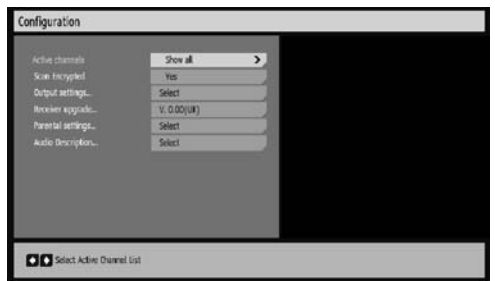 Configuration
Active channels Show all
Scan Encrypted Yes
Output settings... Select
Receiver upgrade... V. 0.00(UK)
Parental settings... Select
Audio Description... Select
Select Active Channel List